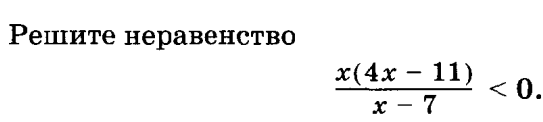 Решите неравенство
x(4x − 11)
x − 7
< 0.